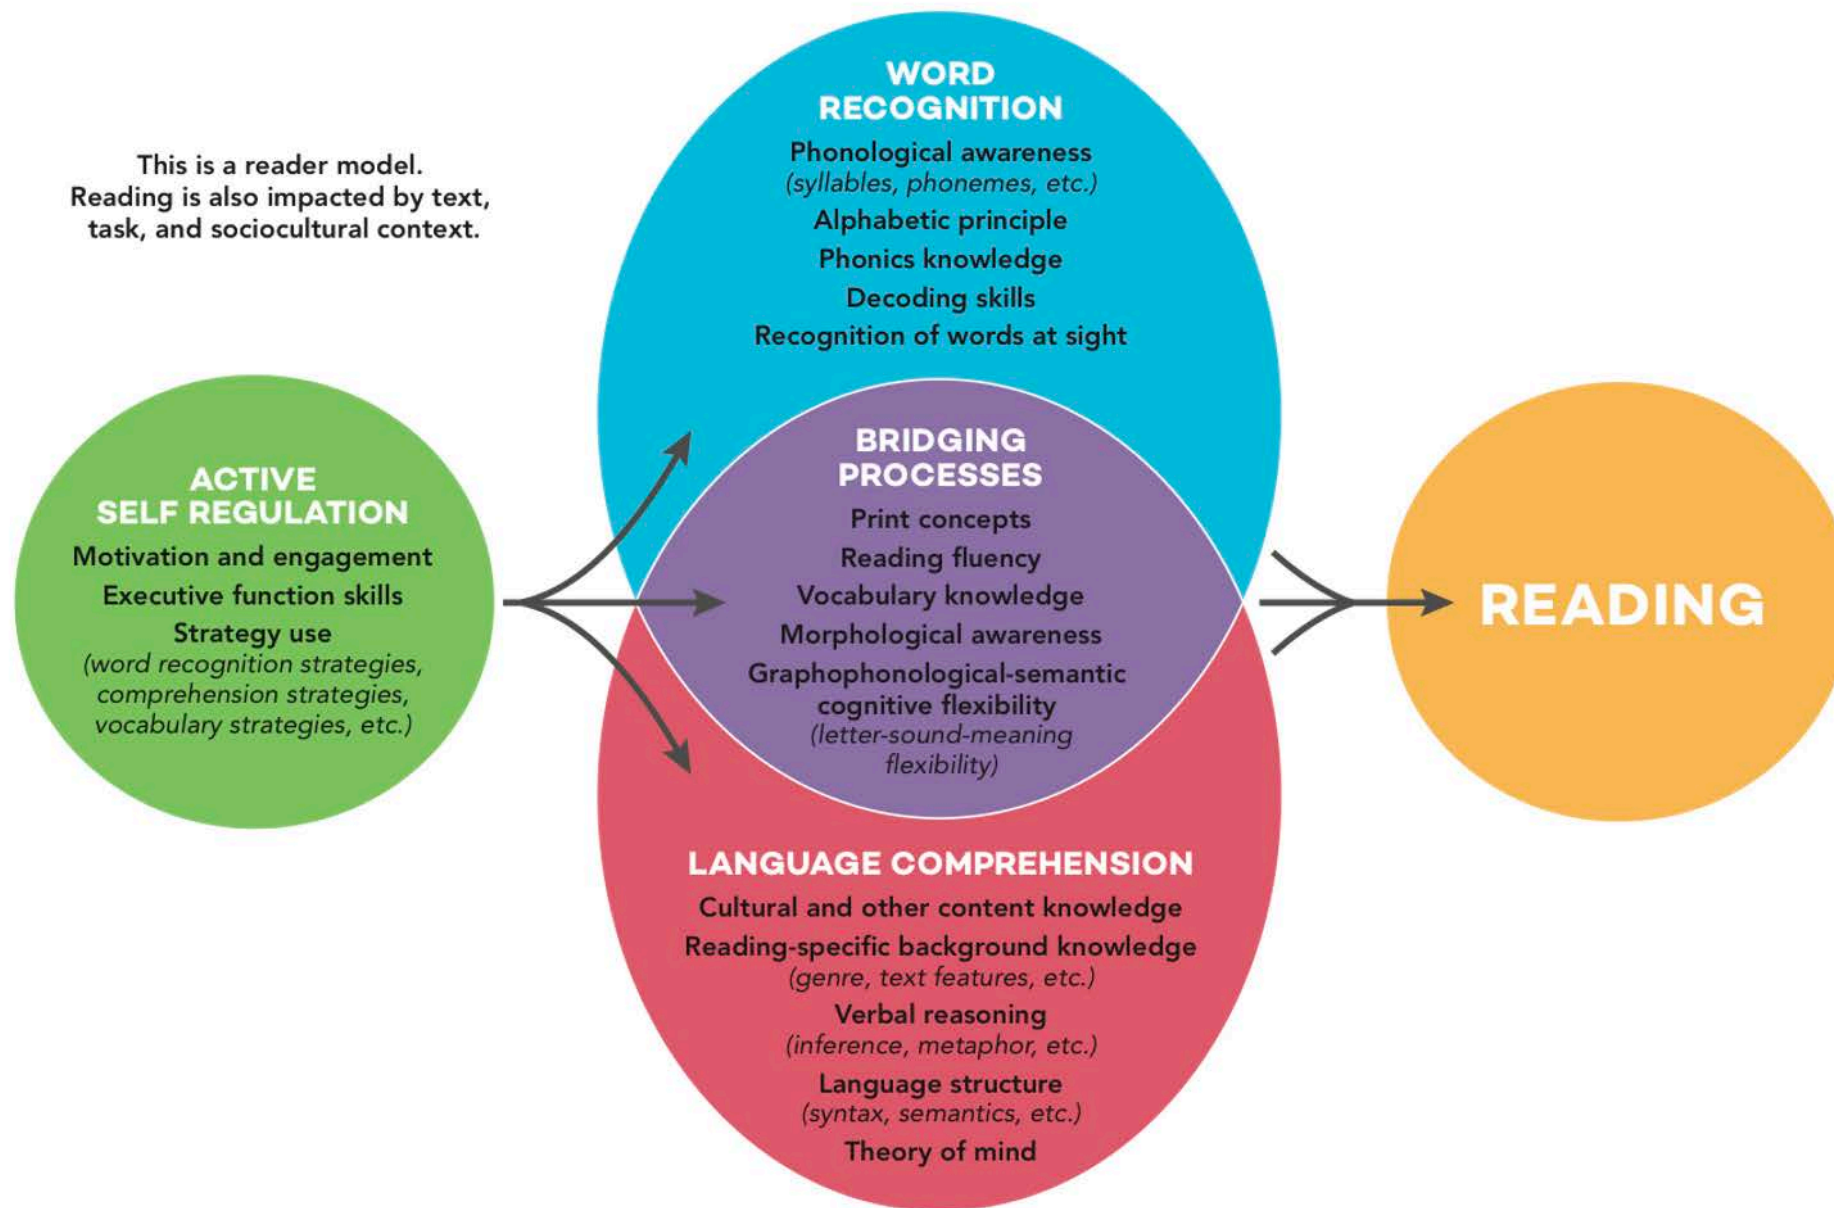 This is a reader model.
Reading is also impacted by text,
task, and sociocultural context.
ACTIVE
SELF REGULATION
Motivation and engagement
Executive function skills
Strategy use
(word recognition strategies,
comprehension strategies,
vocabulary strategies, etc.)
WORD
RECOGNITION
Phonological awareness
(syllables, phonemes, etc.)
Alphabetic principle
Phonics knowledge
Decoding skills
Recognition of words at sight
BRIDGING
PROCESSES
Print concepts
Reading fluency
Vocabulary knowledge
Morphological awareness
Graphophonological-semantic
cognitive flexibility
(letter-sound-meaning
flexibility)
LANGUAGE COMPREHENSION
Cultural and other content knowledge
Reading-specific background knowledge
(genre, text features, etc.)
Verbal reasoning
(inference, metaphor, etc.)
Language structure
(syntax, semantics, etc.)
Theory of mind
READING